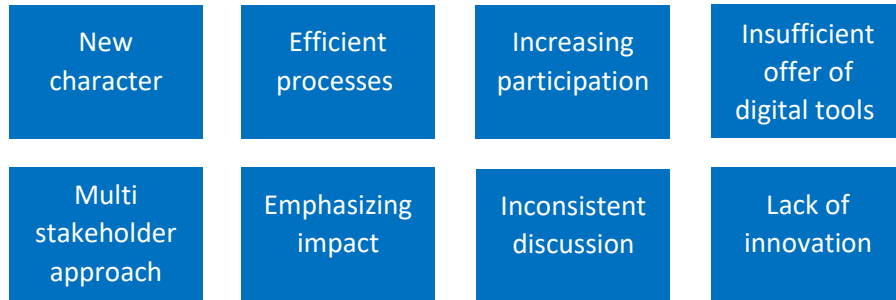 New
character
Efficient
processes
Increasing
participation
Insufficient
offer of
digital tools
Multi
stakeholder
approach
Emphasizing
impact
Inconsistent
discussion
Lack of
innovation